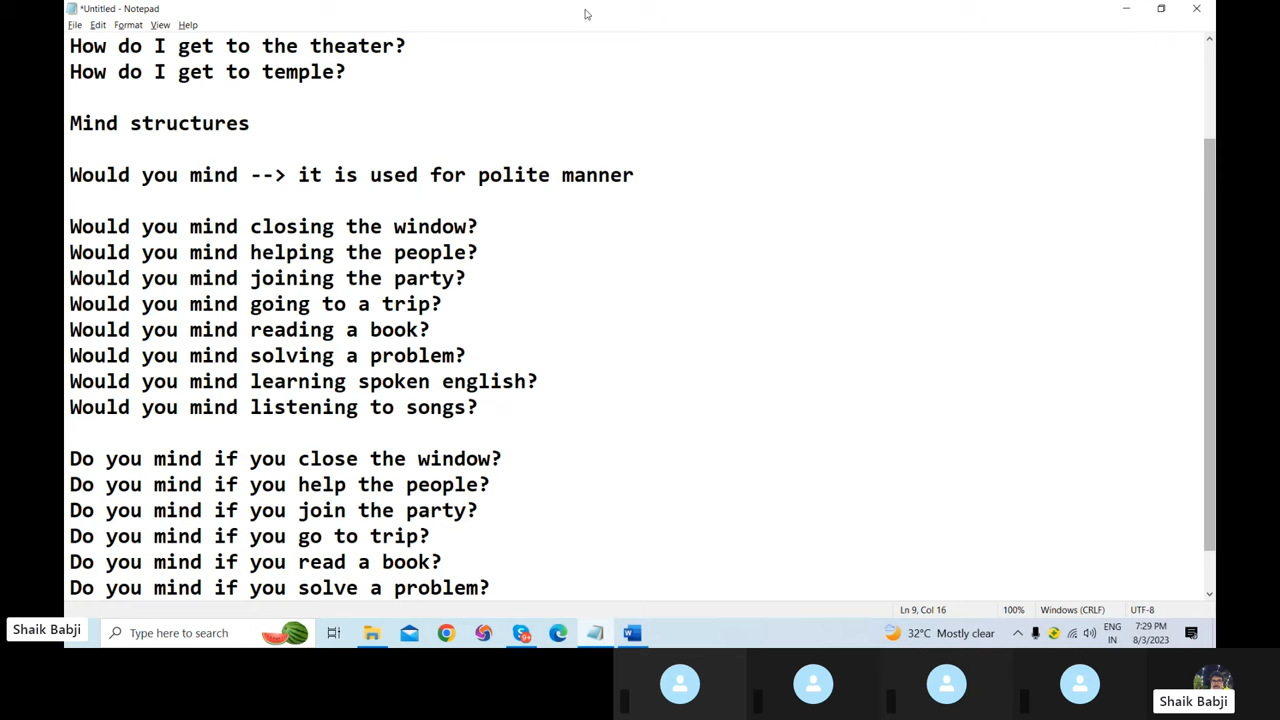 *Untitled - Notepad
File Edit Format View Help
How do I get to the theater?
How do I get to temple?
Mind structures
Would you mind --> it is used for polite manner
Would you mind closing the window?
Would you mind helping the people?
Would you mind joining the party?
Would you mind going to a trip?
Would you mind reading a book?
Would you mind solving a problem?
Would you mind learning spoken english?
Would you mind listening to songs?
Do you mind if you close the window?
Do you mind if you help the people?
Do you mind if you join the party?
Do you mind if you go to trip?
Do you mind if you read a book?
Do you mind if you solve a problem?
Ln 9, Col 16 100% Windows (CRLF) UTF-8
Shaik Babji
Type here to search
32°C Mostly clear
ENG
IN
7:29 PM
8/3/2023
Shaik Babji